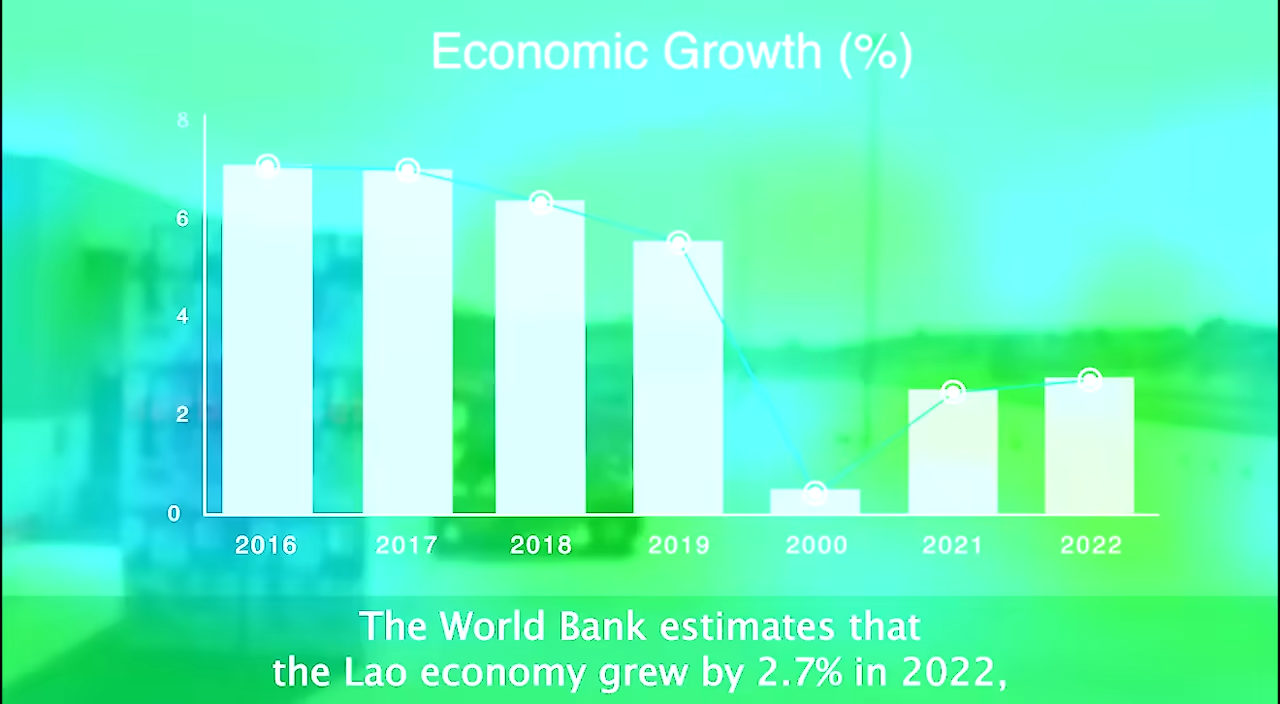 Economic Growth (%)
8
6
4
2
0
2016 2017 2018 2019 2000 2021 2022
The World Bank estimates that
the Lao economy grew by 2.7% in 2022,